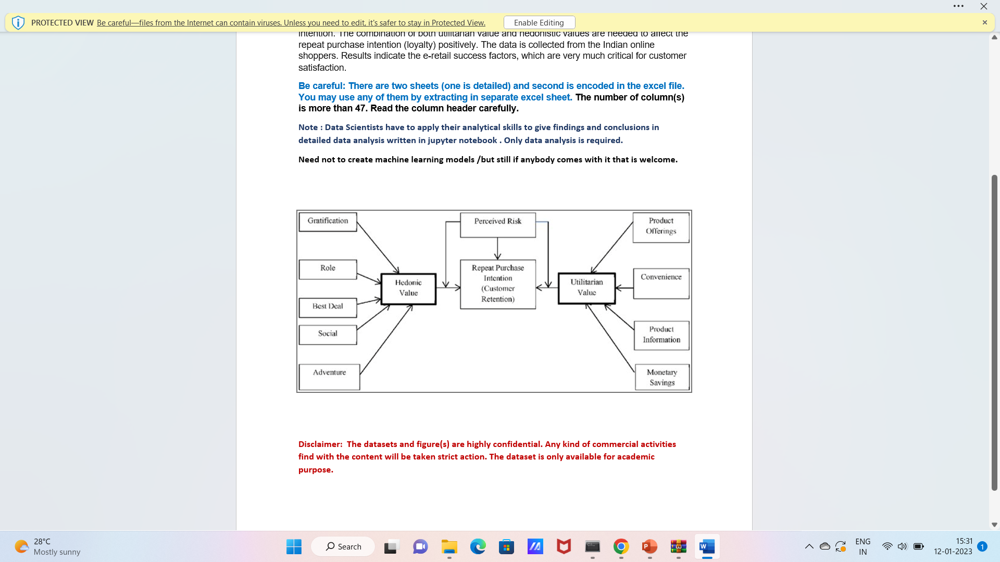 PROTECTED VIEW Be careful—files from the Internet can contain viruses. Unless you need to edit, it's safer to stay in Protected View. Enable Editing
intention. The combination of both utilitarian value and hedonistic values are needed to affect the
repeat purchase intention (loyalty) positively. The data is collected from the Indian online
shoppers. Results indicate the e-retail success factors, which are very much critical for customer
satisfaction.
Be careful: There are two sheets (one is detailed) and second is encoded in the excel file.
You may use any of them by extracting in separate excel sheet. The number of column(s)
is more than 47. Read the column header carefully.
Note : Data Scientists have to apply their analytical skills to give findings and conclusions in
detailed data analysis written in jupyter notebook . Only data analysis is required.
Need not to create machine learning models /but still if anybody comes with it that is welcome.
Gratification
Role
Best Deal
Social
Adventure
Hedonic
Value
Perceived Risk
Repeat Purchase
Intention
(Customer
Retention)
Utilitarian
Value
Product
Offerings
Convenience
Product
Information
Monetary
Savings
Disclaimer: The datasets and figure(s) are highly confidential. Any kind of commercial activities
find with the content will be taken strict action. The dataset is only available for academic
purpose.
28°C
Mostly sunny
Search
ENG
IN
15:31
12-01-2023
1